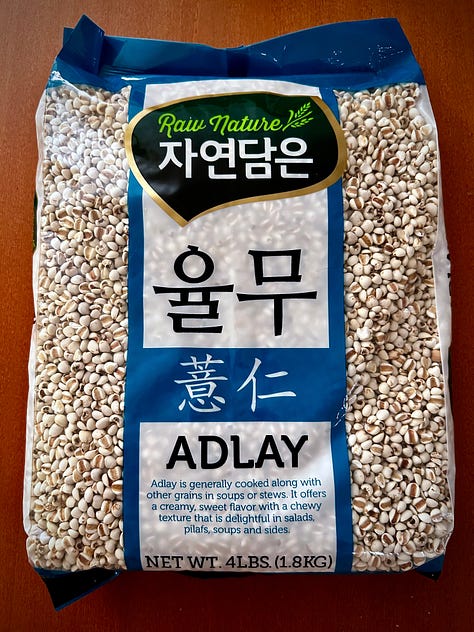 Raw Nature
자연담은
율무
薏仁
ADLAY
Adlay is generally cooked along with
other grains in soups or stews. It offers
a creamy, sweet flavor with a chewy
texture that is delightful in salads,
pilafs, soups and sides.
NET WT. 4LBS. (1.8KG)